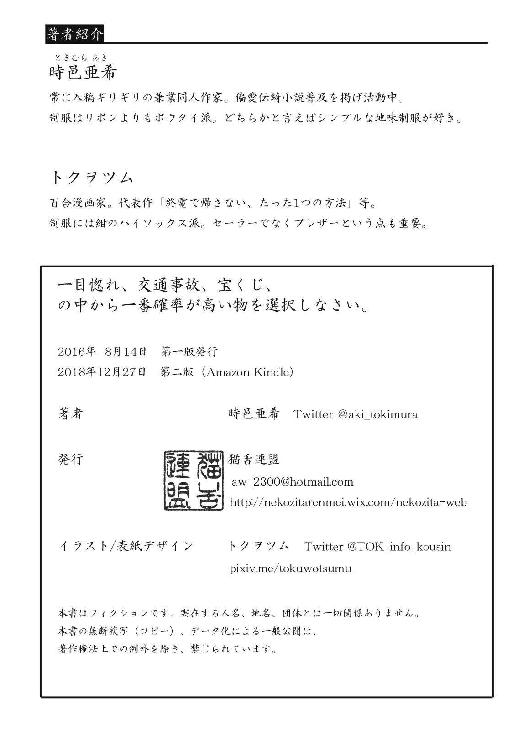 著者紹介
ときむら あき
時邑亜希
常に入稿ギリギリの兼業同人作家。偏愛伝綺小説普及を掲げ活動中。
制服はリボンよりもボウタイ派。どちらかと言えばシンプルな地味制服が好き。
トクヲツム
百合漫画家。代表作「終電で帰さない、たった1つの方法」等。
制服には紺のハイソックス派。セーラーでなくブレザーという点も重要。
一目惚れ、交通事故、宝くじ、
の中から一番確率が高い物を選択しなさい。
2016年 8月14日 第一版発行
2018年12月27日 第二版（Amazon Kindle）
著者 時邑亜希 Twitter @aki_tokimura
発行 猫舌連盟 猫舌連盟
aw_2300@hotmail.com
http://nekozitarenmei.wix.com/nekozita-web
イラスト/表紙デザイン トクヲツム Twitter @TOK_info_kousin
pixiv.me/tokuwotsumu
本書はフィクションです。実在する人名、地名、団体とは一切関係ありません。
本書の無断複写（コピー）、データ化による一般公開は、
著作権法上での例外を除き、禁じられています。